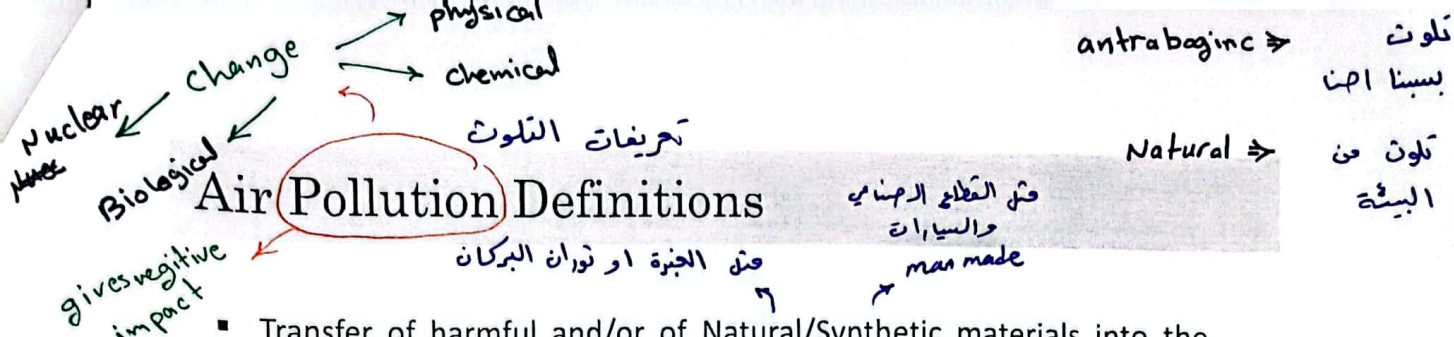 physical
Change
chemical
Nuclear
Biological
antrabaginc ⇒ تلوث
بسببنا احنا
Natural ⇒ تلوث من
البيئة
تعريفات التلوث
Air Pollution Definitions
مثل القطاع الصناعي
والسيارات
man made
مثل الغبرة او ثوران البركان
gives negitive
impact
▪ Transfer of harmful and/or of Natural/Synthetic materials into the